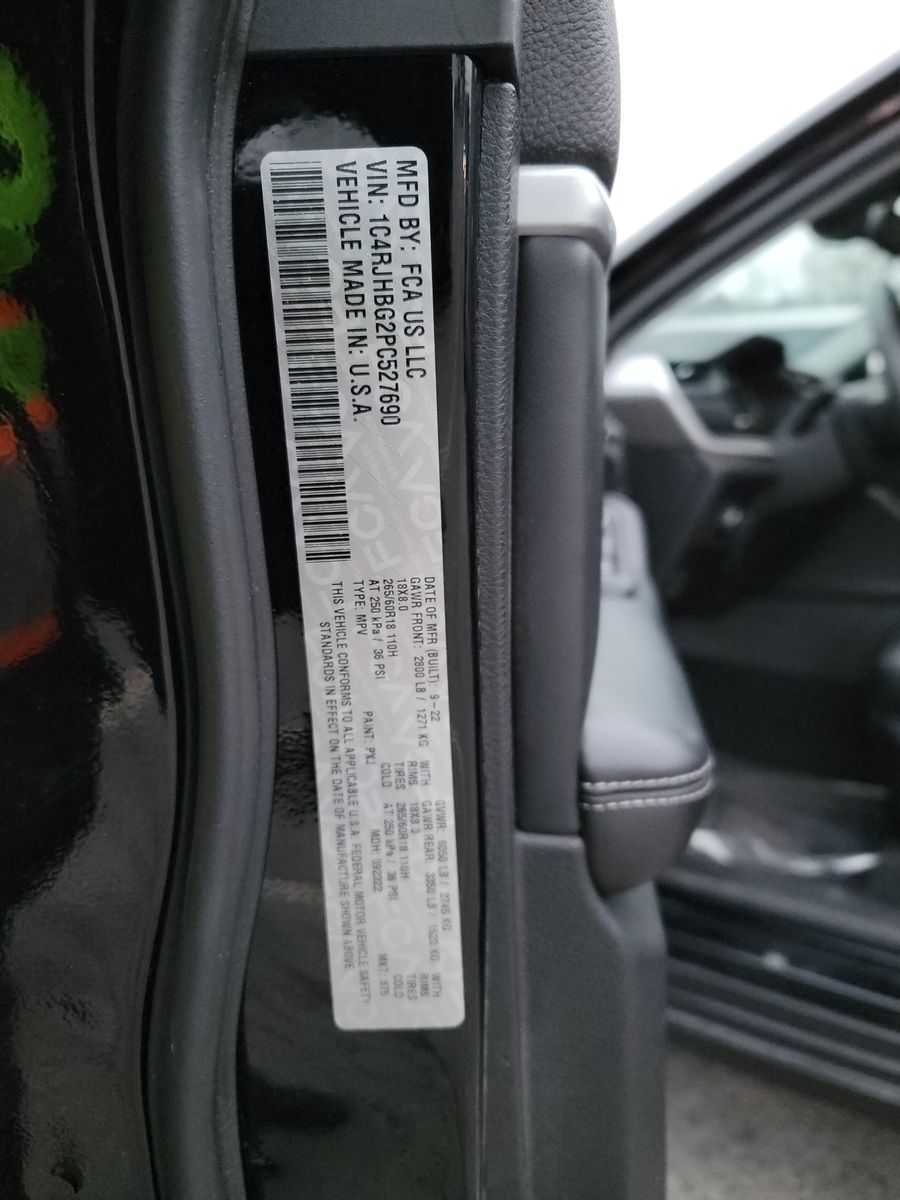 MFD BY: FCA US LLC
VIN: 1C4RJHBG2PC527690
VEHICLE MADE IN: U.S.A.
DATE OF MFR (BUILT): 9-22 GVWR: 6050 LB / 2745 KG
GAWR FRONT: 2800 LB / 1271 KG WITH GAWR REAR: 3350 LB / 1520 KG WITH
18X8.0 RIMS 18X8.0 RIMS
265/60R18 110H TIRES 265/60R18 110H TIRES
AT 250 kPa / 36 PSI COLD AT 250 kPa / 36 PSI COLD
TYPE: MPV PAINT: PXJ MDH: 092322 MKT: 875
THIS VEHICLE CONFORMS TO ALL APPLICABLE U.S.A. FEDERAL MOTOR VEHICLE SAFETY
STANDARDS IN EFFECT ON THE DATE OF MANUFACTURE SHOWN ABOVE.